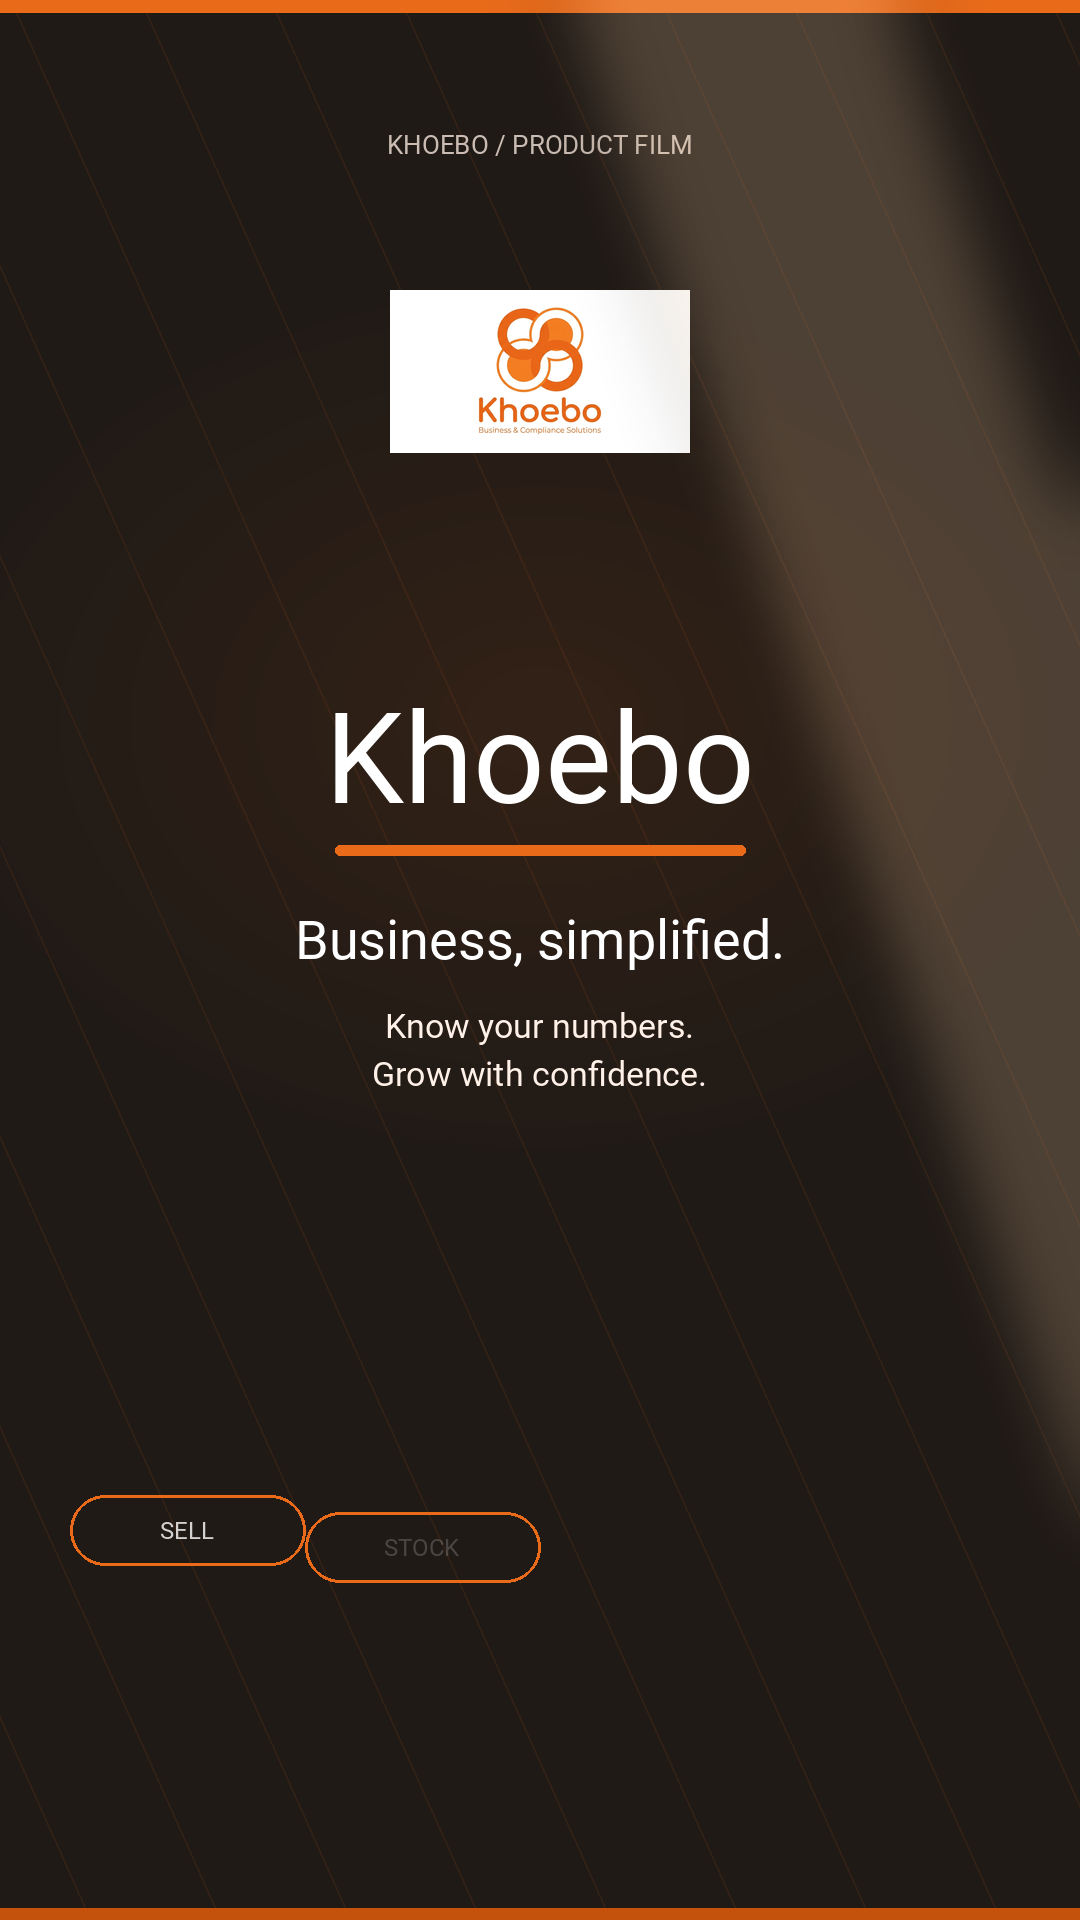 KHOEBO / PRODUCT FILM
Khoebo
Business & Compliance Solutions
Khoebo
Business, simplified.
Know your numbers.
Grow with confidence.
SELL
STOCK